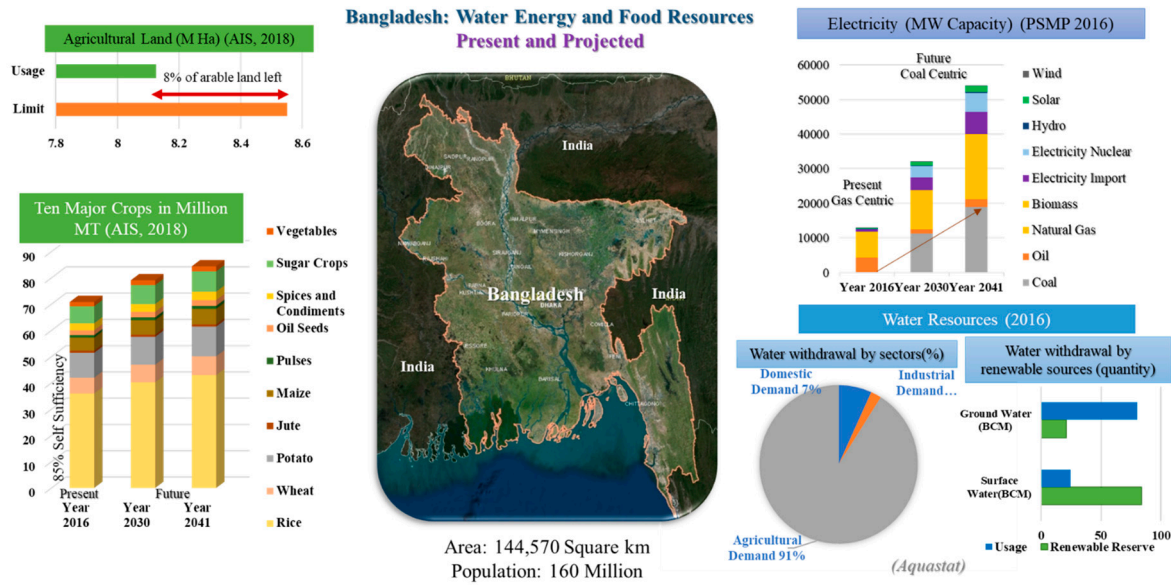 Bangladesh: Water Energy and Food Resources
Present and Projected
Agricultural Land (M Ha) (AIS, 2018)
Usage
8% of arable land left
Limit
7.8 8 8.2 8.4 8.6
Ten Major Crops in Million
MT (AIS, 2018)
90
80
70
60
50
40
30
20
10
0
85% Self Sufficiency
Present
Future
Year
2016
Year
2030
Year
2041
Vegetables
Sugar Crops
Spices and
Condiments
Oil Seeds
Pulses
Maize
Jute
Potato
Wheat
Rice
BHUTAN
India
India
India
Bangladesh
DHAKA
BARISAL
CHITTAGONG
Area: 144,570 Square km
Population: 160 Million
Electricity (MW Capacity) (PSMP 2016)
Future
Coal Centric
60000
50000
40000
30000
20000
10000
0
Present
Gas Centric
Year 2016 Year 2030 Year 2041
Wind
Solar
Hydro
Electricity Nuclear
Electricity Import
Biomass
Natural Gas
Oil
Coal
Water Resources (2016)
Water withdrawal by sectors(%)
Domestic
Demand 7%
Industrial
Demand…
Agricultural
Demand 91%
Water withdrawal by
renewable sources (quantity)
Ground Water
(BCM)
Surface
Water(BCM)
0 50 100
Usage Renewable Reserve
(Aquastat)